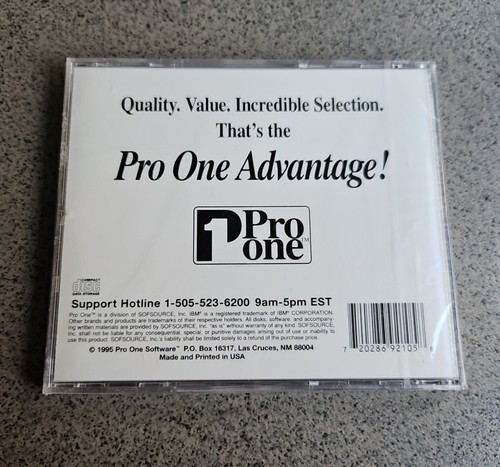 Quality. Value. Incredible Selection.
That's the
Pro One Advantage!
1 Pro
one™
COMPACT
disc
DATA STORAGE
Support Hotline 1-505-523-6200 9am-5pm EST
Pro One™ is a division of SOFSOURCE, Inc. IBM® is a registered trademark of IBM® CORPORATION.
Other brands and products are trademarks of their respective holders. All disks, software, and accompany-
ing written materials are provided by SOFSOURCE, Inc. "as is" without warranty of any kind. SOFSOURCE,
Inc. shall not be liable for any consequential, special, or punitive damages arising out of use or inability to
use this product. SOFSOURCE, Inc.'s liability shall be limited solely to a refund of the purchase price.
© 1995 Pro One Software™ P.O. Box 16317, Las Cruces, NM 88004
Made and Printed in USA
7 20286 92105